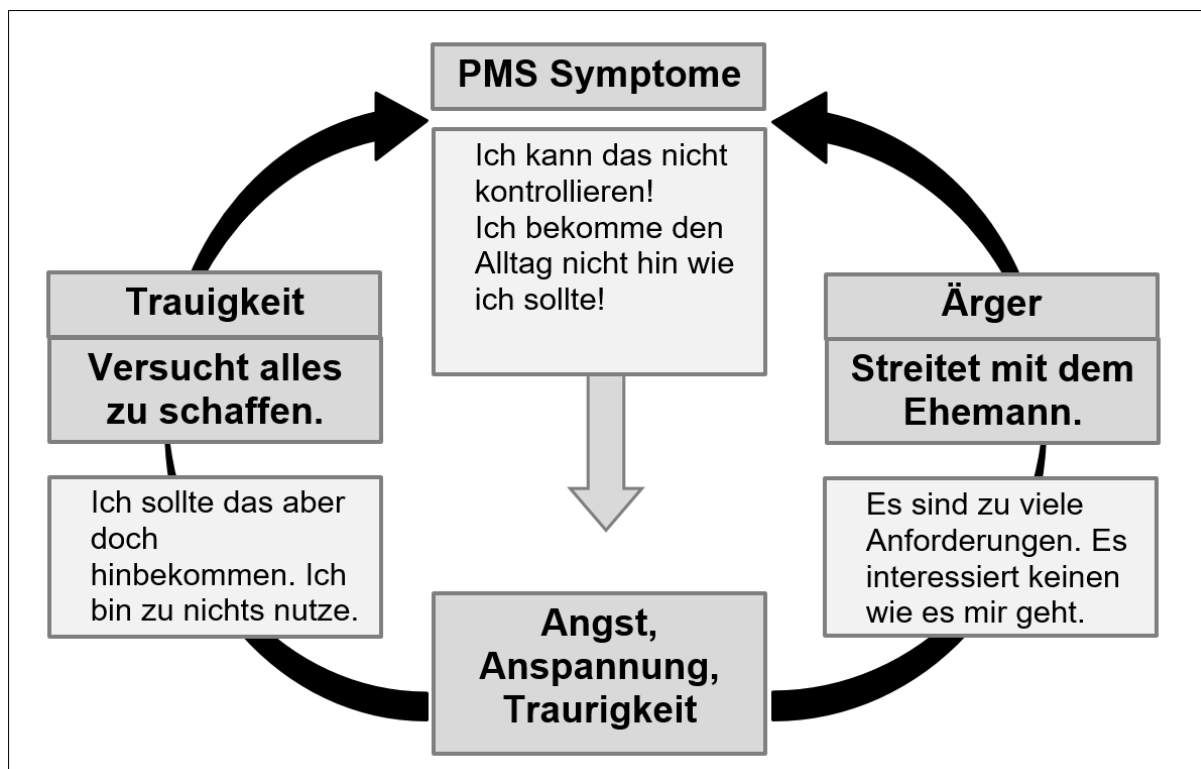 PMS Symptome
Ich kann das nicht
kontrollieren!
Ich bekomme den
Alltag nicht hin wie
ich sollte!
Trauigkeit
Versucht alles
zu schaffen.
Ich sollte das aber
doch
hinbekommen. Ich
bin zu nichts nutze.
Ärger
Streitet mit dem
Ehemann.
Es sind zu viele
Anforderungen. Es
interessiert keinen
wie es mir geht.
Angst,
Anspannung,
Traurigkeit